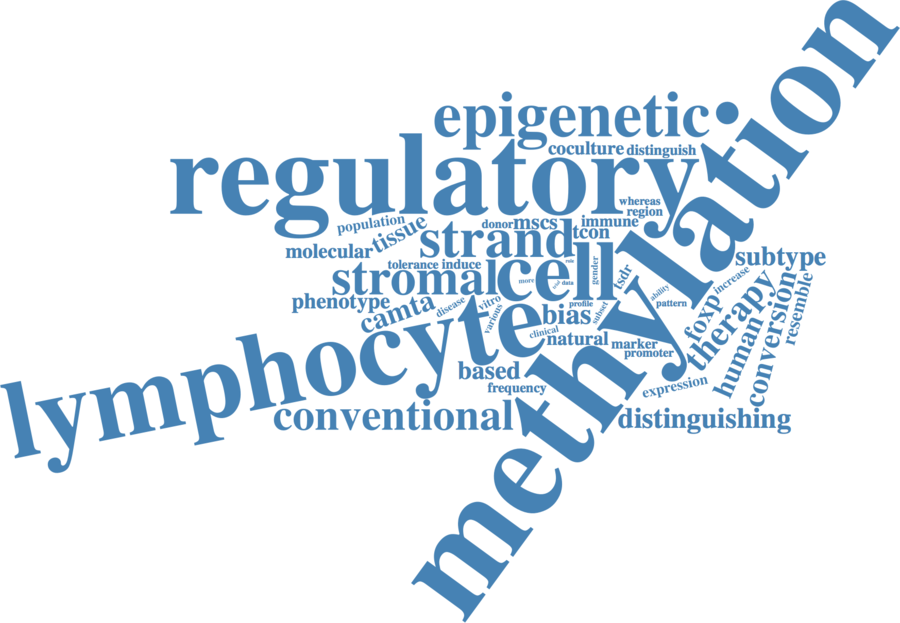 methylation
epigenetic
coculture
distinguish
regulatory
whereas
region
population
donor
mscs
immune
tissue
strand
tcon
molecular
subtype
tolerance
induce
cell
role
gender
tsdr
increase
stromal
more
data
ability
resemble
phenotype
camta
disease
vitro
profile
subset
pattern
foxp
therapy
various
bias
human
conversion
lymphocyte
clinical
natural
marker
promoter
based
frequency
expression
conventional
distinguishing